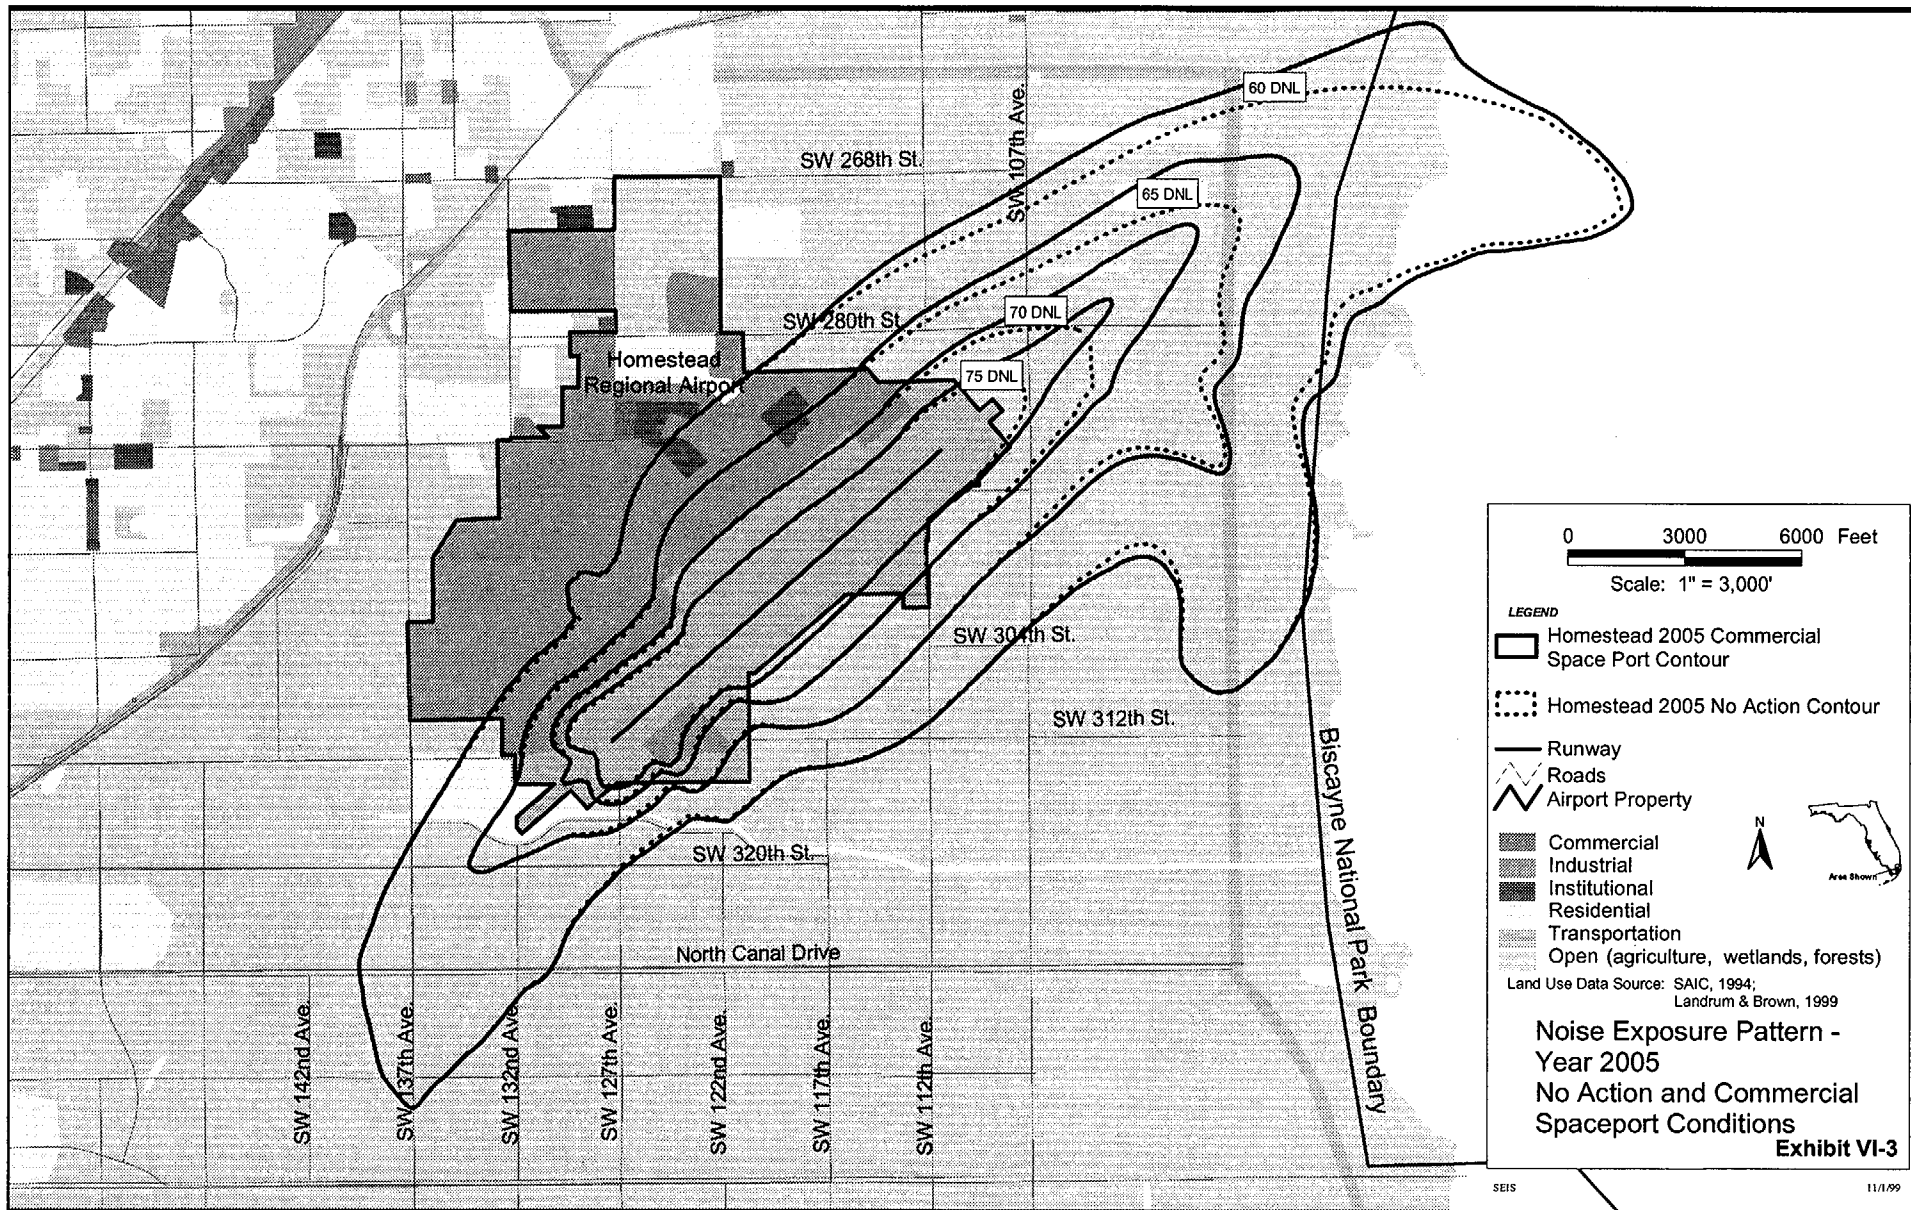 60 DNL
SW 107th Ave.
SW 268th St.
65 DNL
70 DNL
SW 280th St.
Homestead
Regional Airport
75 DNL
SW 304th St.
SW 312th St.
SW 320th St.
North Canal Drive
SW 142nd Ave.
SW 137th Ave.
SW 132nd Ave.
SW 127th Ave.
SW 122nd Ave.
SW 117th Ave.
SW 112th Ave.
Biscayne National Park Boundary
0 3000 6000 Feet
Scale: 1" = 3,000'
LEGEND
Homestead 2005 Commercial
Space Port Contour
Homestead 2005 No Action Contour
Runway
Roads
Airport Property
N
Area Shown
Commercial
Industrial
Institutional
Residential
Transportation
Open (agriculture, wetlands, forests)
Land Use Data Source: SAIC, 1994;
Landrum & Brown, 1999
Noise Exposure Pattern -
Year 2005
No Action and Commercial
Spaceport Conditions
Exhibit VI-3
SEIS
11/1/99